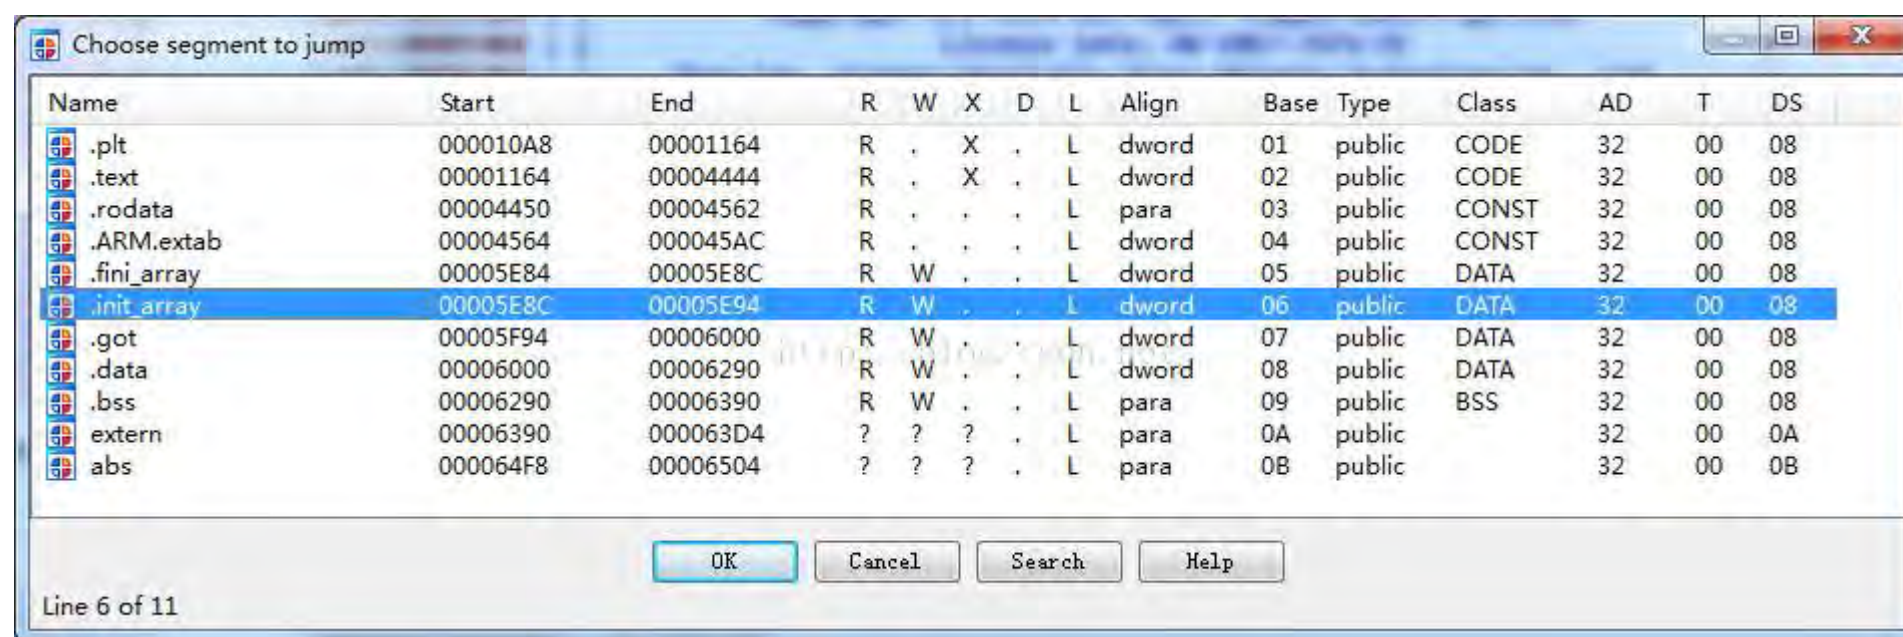 Choose segment to jump
Name Start End R W X D L Align Base Type Class AD T DS
.plt 000010A8 00001164 R . X . L dword 01 public CODE 32 00 08
.text 00001164 00004444 R . X . L dword 02 public CODE 32 00 08
.rodata 00004450 00004562 R . . . L para 03 public CONST 32 00 08
.ARM.extab 00004564 000045AC R . . . L dword 04 public CONST 32 00 08
.fini_array 00005E84 00005E8C R W . . L dword 05 public DATA 32 00 08
.init_array 00005E8C 00005E94 R W . . L dword 06 public DATA 32 00 08
.got 00005F94 00006000 R W . . L dword 07 public DATA 32 00 08
.data 00006000 00006290 R W . . L dword 08 public DATA 32 00 08
.bss 00006290 00006390 R W . . L para 09 public BSS 32 00 08
extern 00006390 000063D4 ? ? ? . L para 0A public 32 00 0A
abs 000064F8 00006504 ? ? ? . L para 0B public 32 00 0B
OK Cancel Search Help
Line 6 of 11